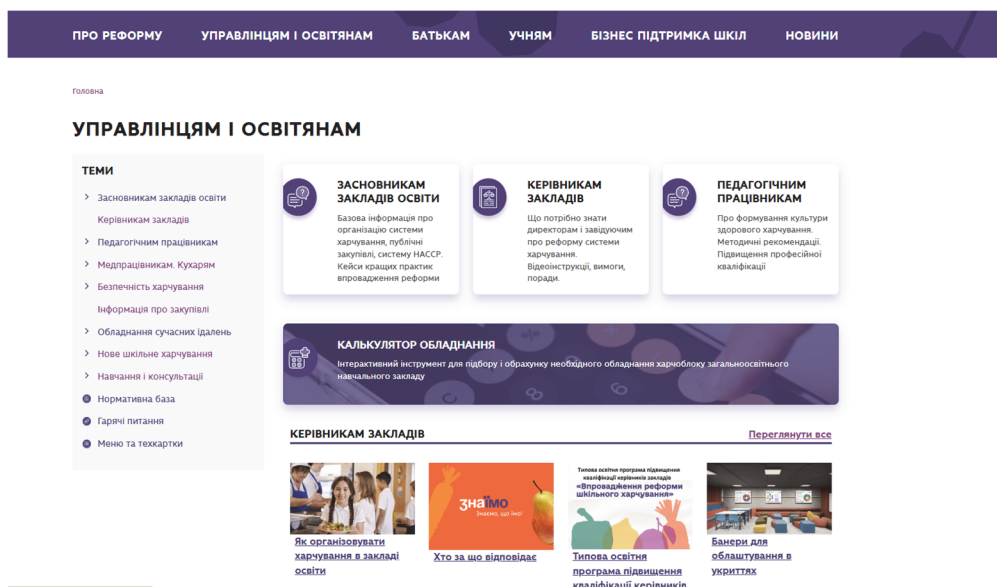 ПРО РЕФОРМУ УПРАВЛІНЦЯМ І ОСВІТЯНАМ БАТЬКАМ УЧНЯМ БІЗНЕС ПІДТРИМКА ШКІЛ НОВИНИ
Головна
УПРАВЛІНЦЯМ І ОСВІТЯНАМ
ТЕМИ
Засновникам закладів освіти
Керівникам закладів
Педагогічним працівникам
Медпрацівникам. Кухарям
Безпечність харчування
Інформація про закупівлі
Обладнання сучасних їдалень
Нове шкільне харчування
Навчання і консультації
Нормативна база
Гарячі питання
Меню та техкартки
ЗАСНОВНИКАМ
ЗАКЛАДІВ ОСВІТИ
Базова інформація про
організацію системи
харчування, публічні
закупівлі, систему НАССР.
Кейси кращих практик
впровадження реформи
КЕРІВНИКАМ
ЗАКЛАДІВ
Що потрібно знати
директорам і завідуючим
про реформу системи
харчування.
Відеоінструкції, вимоги,
поради.
ПЕДАГОГІЧНИМ
ПРАЦІВНИКАМ
Про формування культури
здорового харчування.
Методичні рекомендації.
Підвищення професійної
кваліфікації
КАЛЬКУЛЯТОР ОБЛАДНАННЯ
Інтерактивний інструмент для підбору і обрахунку необхідного обладнання харчоблоку загальноосвітнього
навчального закладу
КЕРІВНИКАМ ЗАКЛАДІВ
Переглянути все
Як організовувати
харчування в закладі
освіти
знаїмо
Знаємо, що їмо!
Хто за що відповідає
Типова освітня програма підвищення
кваліфікації керівників закладів
«Впровадження реформи
шкільного харчування»
Типова освітня
програма підвищення
кваліфікації керівників
Банери для
облаштування в
укриттях